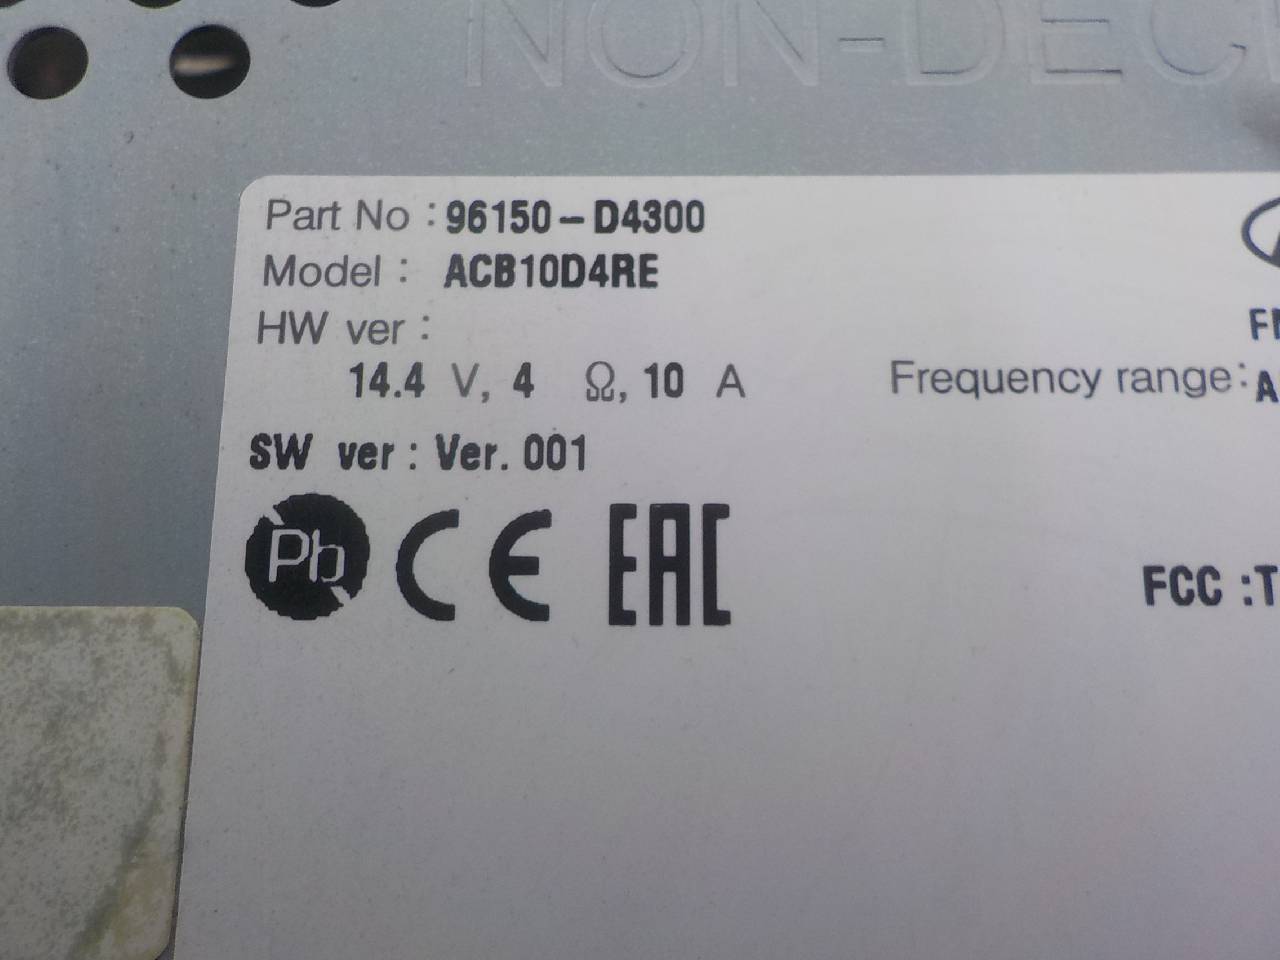 NON-DEC
Part No : 96150-D4300
Model : ACB10D4RE
HW ver :
14.4 V, 4 Ω, 10 A
Frequency range:
SW ver : Ver. 001
Pb CE EAC
FCC :T